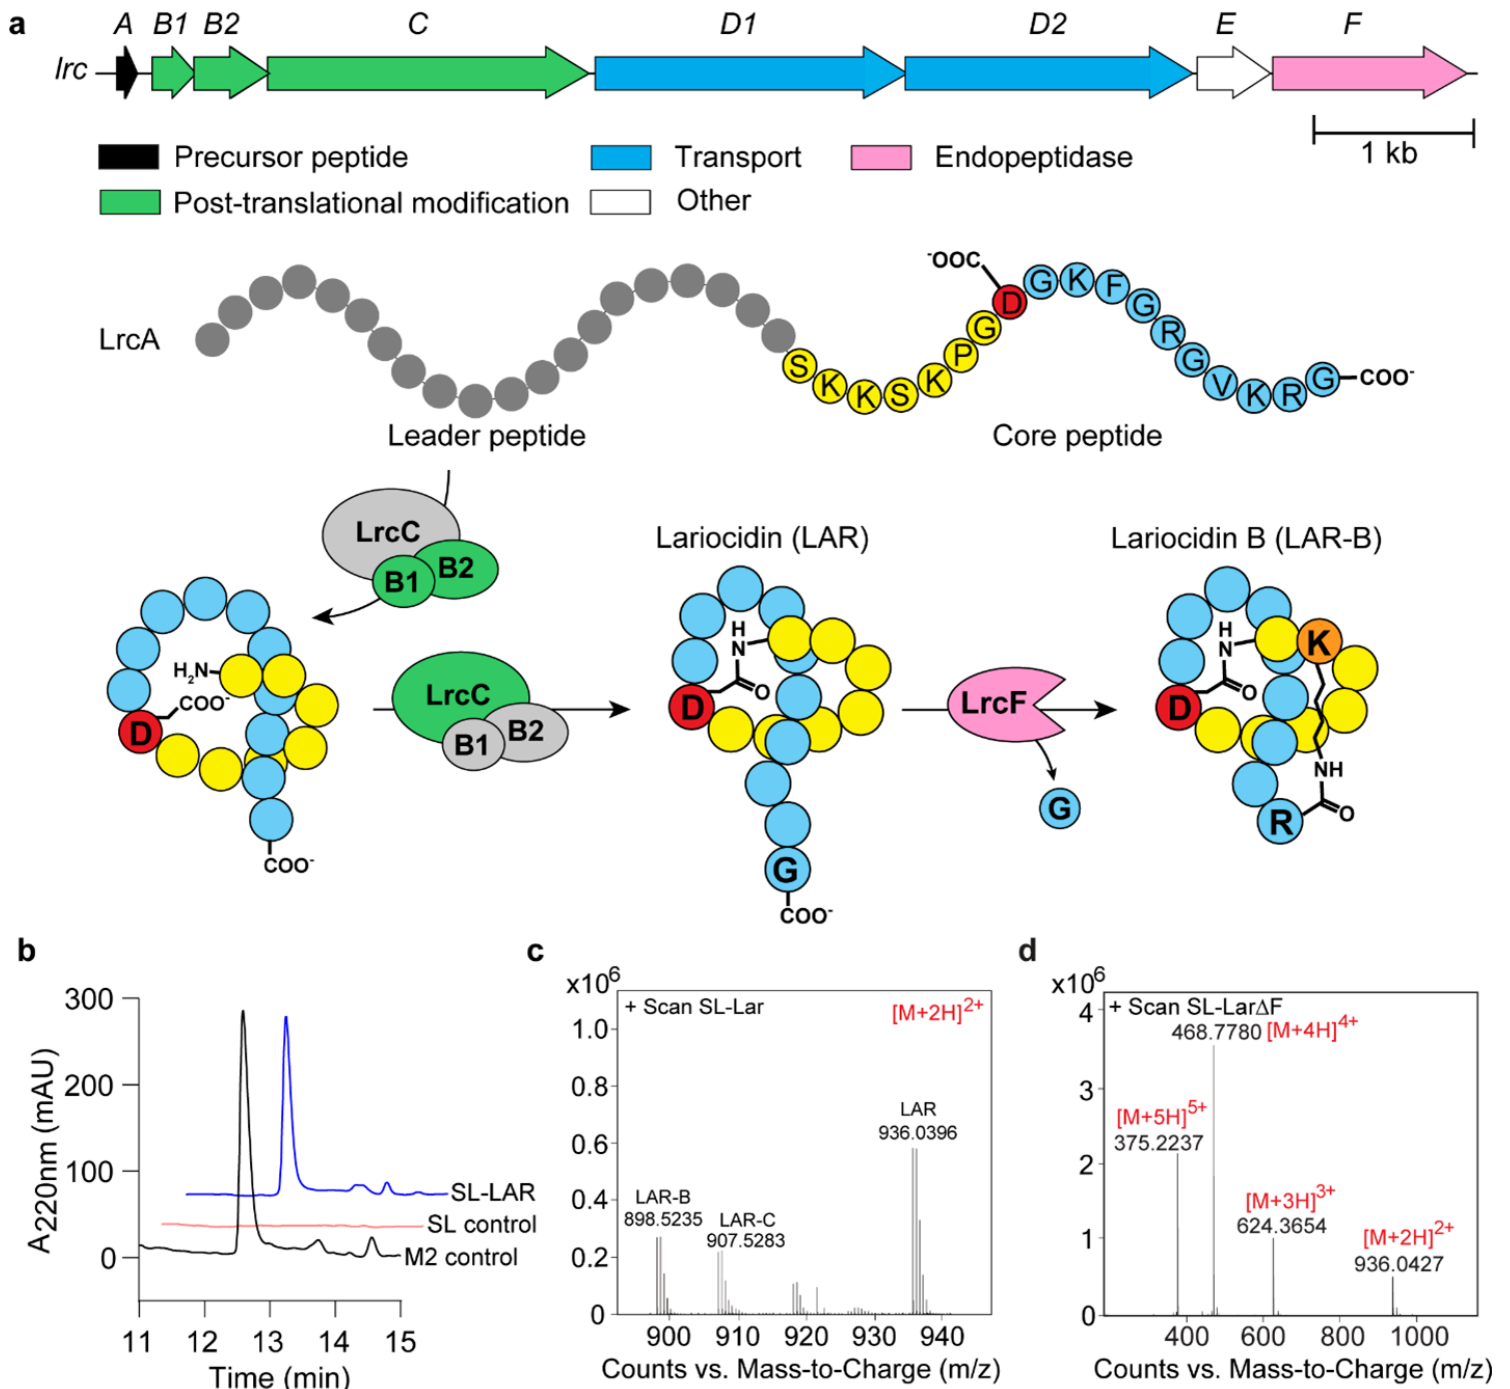 a
A B1 B2 C D1 D2 E F
lrc
1 kb
Precursor peptide
Transport
Endopeptidase
Post-translational modification
Other
LrcA
S K K S K P G D G K F G R G V K R G
-OOC
COO-
Leader peptide
Core peptide
LrcC
B1 B2
H2N
COO-
D
COO-
LrcC
B1 B2
Lariocidin (LAR)
H
N
O
D
G
COO-
LrcF
G
Lariocidin B (LAR-B)
H
N
O
K
D
NH
O
R
b
300
200
100
0
A220nm (mAU)
SL-LAR
SL control
M2 control
11 12 13 14 15
Time (min)
c
x10^6
+ Scan SL-Lar
[M+2H]2+
1.0
0.8
0.6
0.4
0.2
0
LAR
936.0396
LAR-B
898.5235
LAR-C
907.5283
900 910 920 930 940
Counts vs. Mass-to-Charge (m/z)
d
x10^6
+ Scan SL-LarΔF
468.7780 [M+4H]4+
[M+5H]5+
375.2237
[M+3H]3+
624.3654
[M+2H]2+
936.0427
4
3
2
1
0
400 600 800 1000
Counts vs. Mass-to-Charge (m/z)